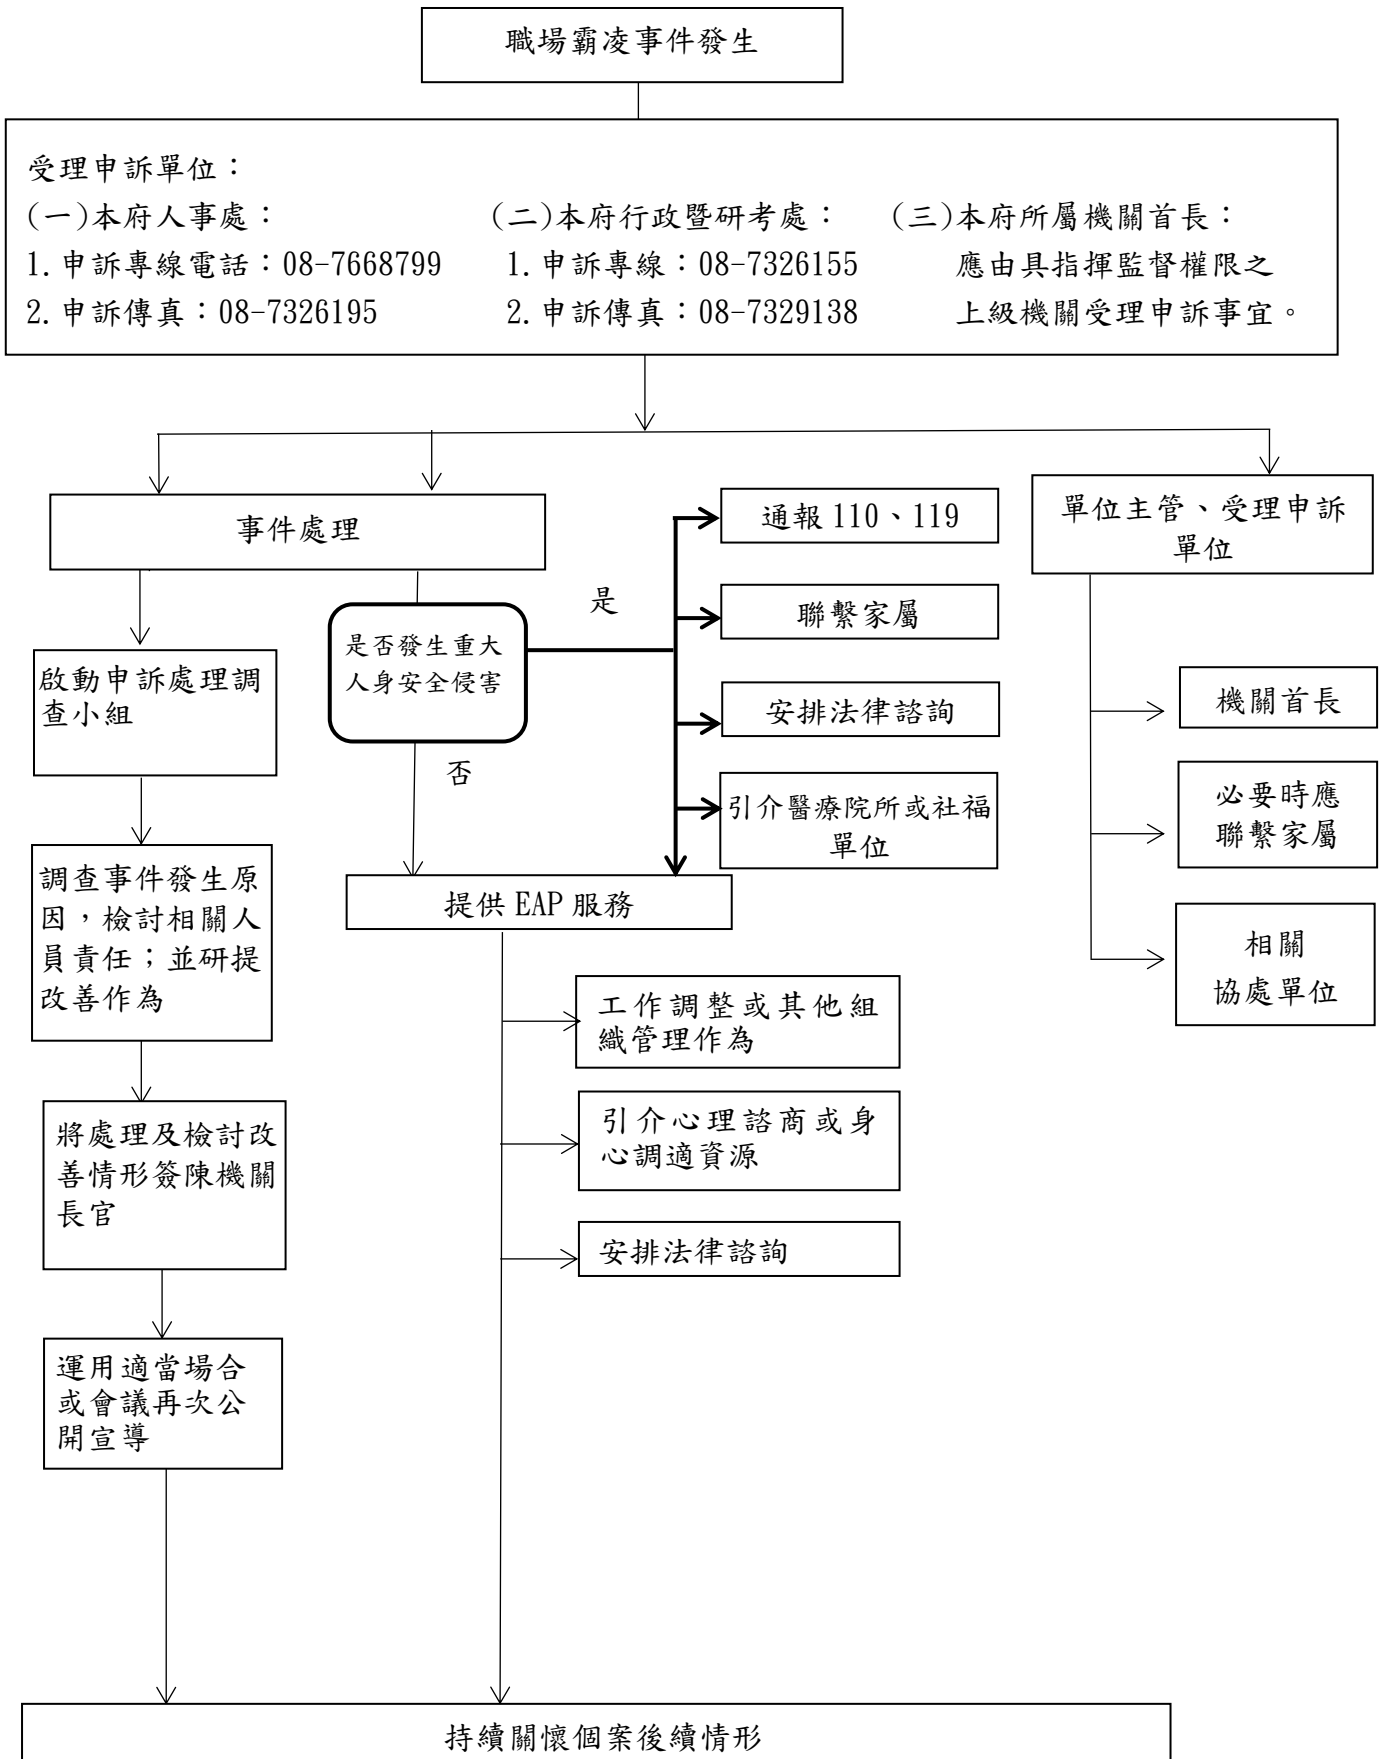 職場霸凌事件發生
受理申訴單位：
(一)本府人事處：
1.申訴專線電話：08-7668799
2.申訴傳真：08-7326195
(二)本府行政暨研考處：
1.申訴專線：08-7326155
2.申訴傳真：08-7329138
(三)本府所屬機關首長：
應由具指揮監督權限之
上級機關受理申訴事宜。
事件處理
啟動申訴處理調
查小組
調查事件發生原
因，檢討相關人
員責任；並研提
改善作為
將處理及檢討改
善情形簽陳機關
長官
運用適當場合
或會議再次公
開宣導
是否發生重大
人身安全侵害
是
否
通報 110、119
聯繫家屬
安排法律諮詢
引介醫療院所或社福
單位
提供 EAP 服務
工作調整或其他組
織管理作為
引介心理諮商或身
心調適資源
安排法律諮詢
單位主管、受理申訴
單位
機關首長
必要時應
聯繫家屬
相關
協處單位
持續關懷個案後續情形